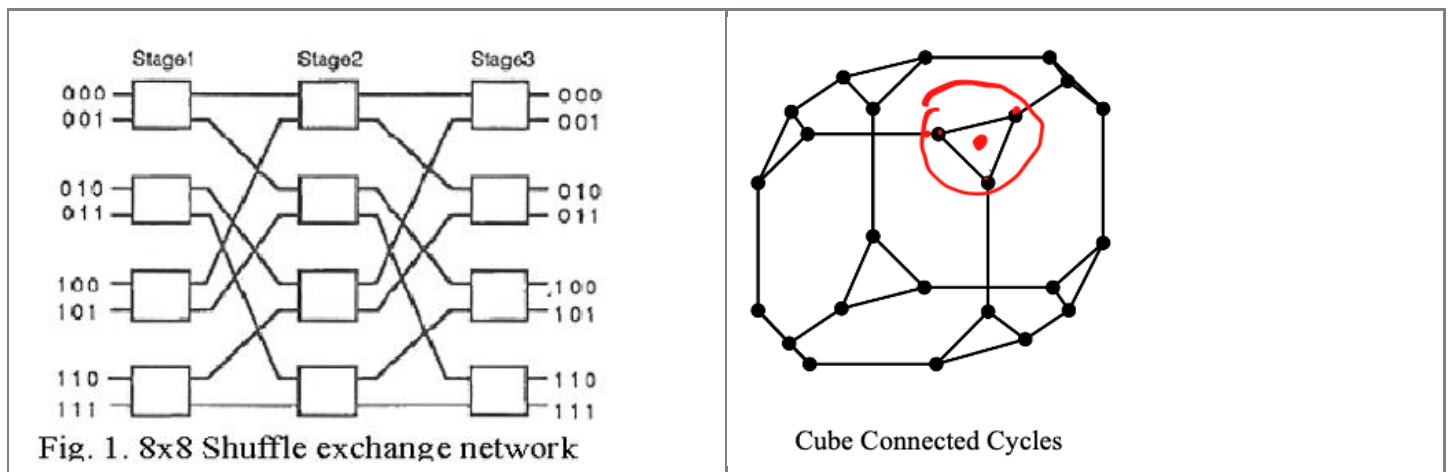 Stage1 Stage2 Stage3
000 000
001 001
010 010
011 011
100 100
101 101
110 110
111 111
Fig. 1. 8x8 Shuffle exchange network
Cube Connected Cycles